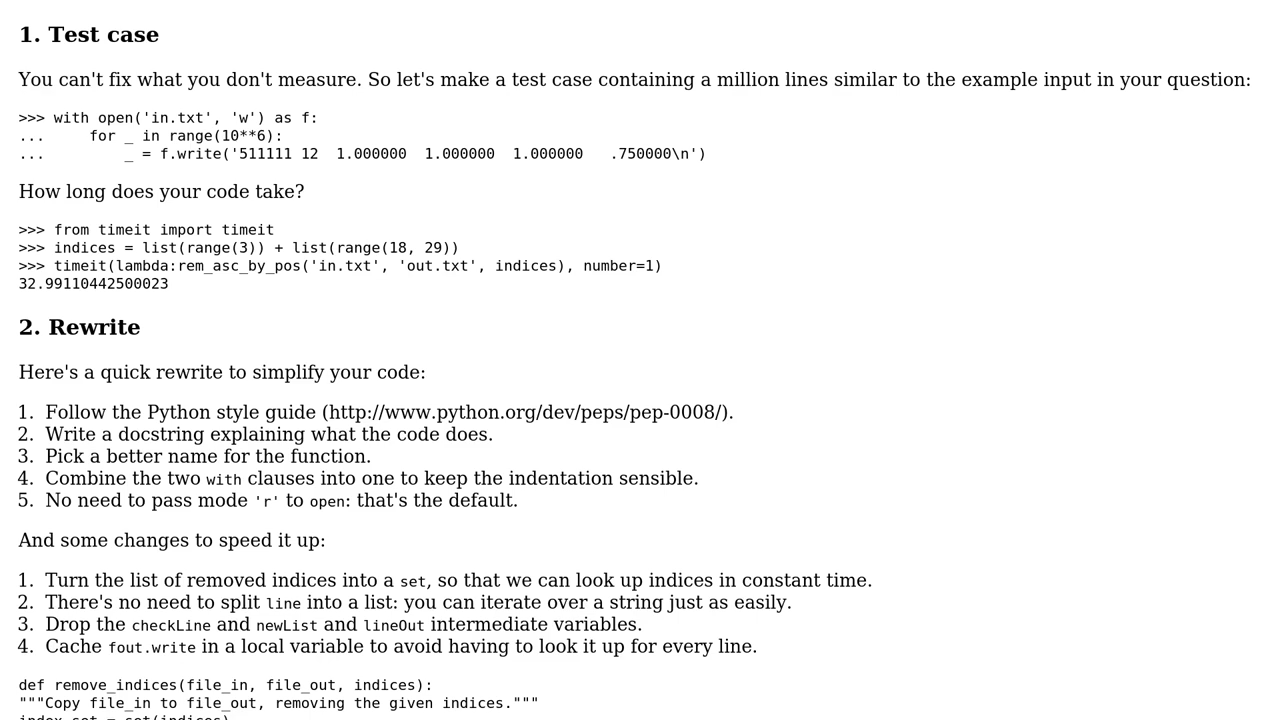 1. Test case
You can't fix what you don't measure. So let's make a test case containing a million lines similar to the example input in your question:
>>> with open('in.txt', 'w') as f:
...     for _ in range(10**6):
...         _ = f.write('511111 12  1.000000  1.000000  1.000000   .750000\n')
How long does your code take?
>>> from timeit import timeit
>>> indices = list(range(3)) + list(range(18, 29))
>>> timeit(lambda:rem_asc_by_pos('in.txt', 'out.txt', indices), number=1)
32.99110442500023
2. Rewrite
Here's a quick rewrite to simplify your code:
1. Follow the Python style guide (http://www.python.org/dev/peps/pep-0008/).
2. Write a docstring explaining what the code does.
3. Pick a better name for the function.
4. Combine the two with clauses into one to keep the indentation sensible.
5. No need to pass mode 'r' to open: that's the default.
And some changes to speed it up:
1. Turn the list of removed indices into a set, so that we can look up indices in constant time.
2. There's no need to split line into a list: you can iterate over a string just as easily.
3. Drop the checkLine and newList and lineOut intermediate variables.
4. Cache fout.write in a local variable to avoid having to look it up for every line.
def remove_indices(file_in, file_out, indices):
"""Copy file_in to file_out, removing the given indices."""
index_set = set(indices)